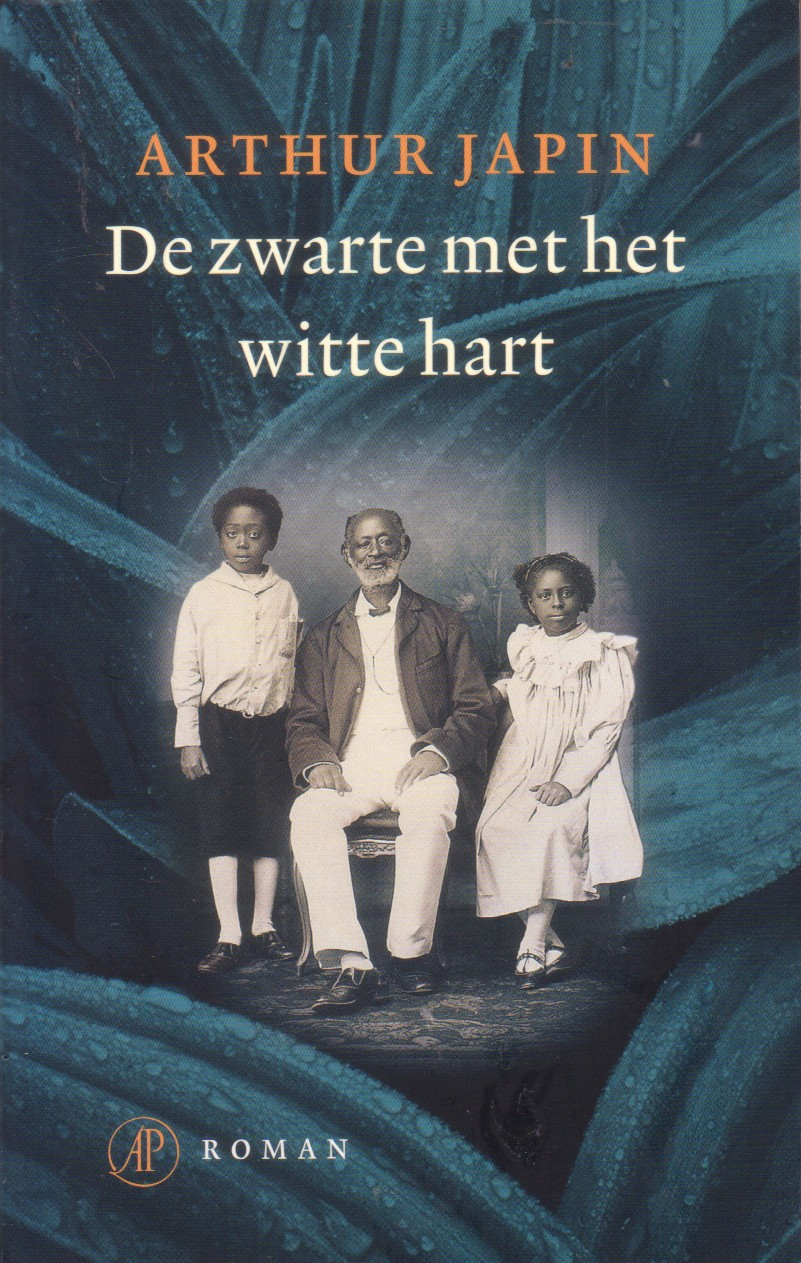 ARTHUR JAPIN
De zwarte met het
witte hart
AP ROMAN